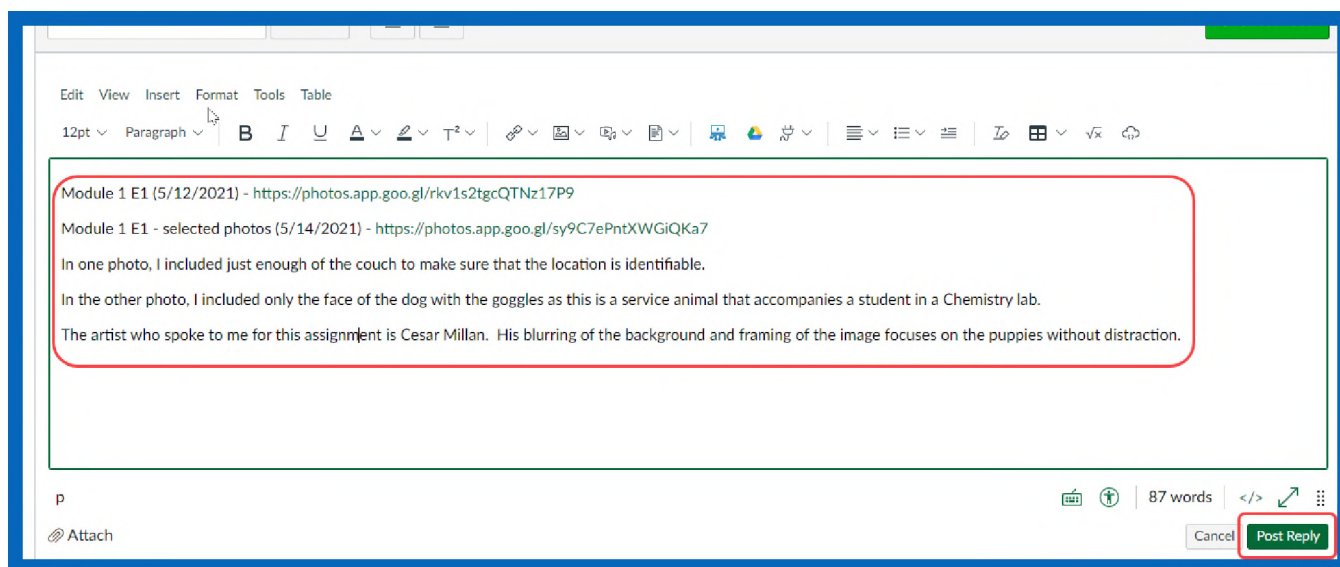 Edit View Insert Format Tools Table
12pt Paragraph B I U A T²
Module 1 E1 (5/12/2021) - https://photos.app.goo.gl/rkv1s2tgcQTNz17P9
Module 1 E1 - selected photos (5/14/2021) - https://photos.app.goo.gl/sy9C7ePntXWGiQKa7
In one photo, I included just enough of the couch to make sure that the location is identifiable.
In the other photo, I included only the face of the dog with the goggles as this is a service animal that accompanies a student in a Chemistry lab.
The artist who spoke to me for this assignment is Cesar Millan.  His blurring of the background and framing of the image focuses on the puppies without distraction.
p 87 words </>
Attach Cancel Post Reply